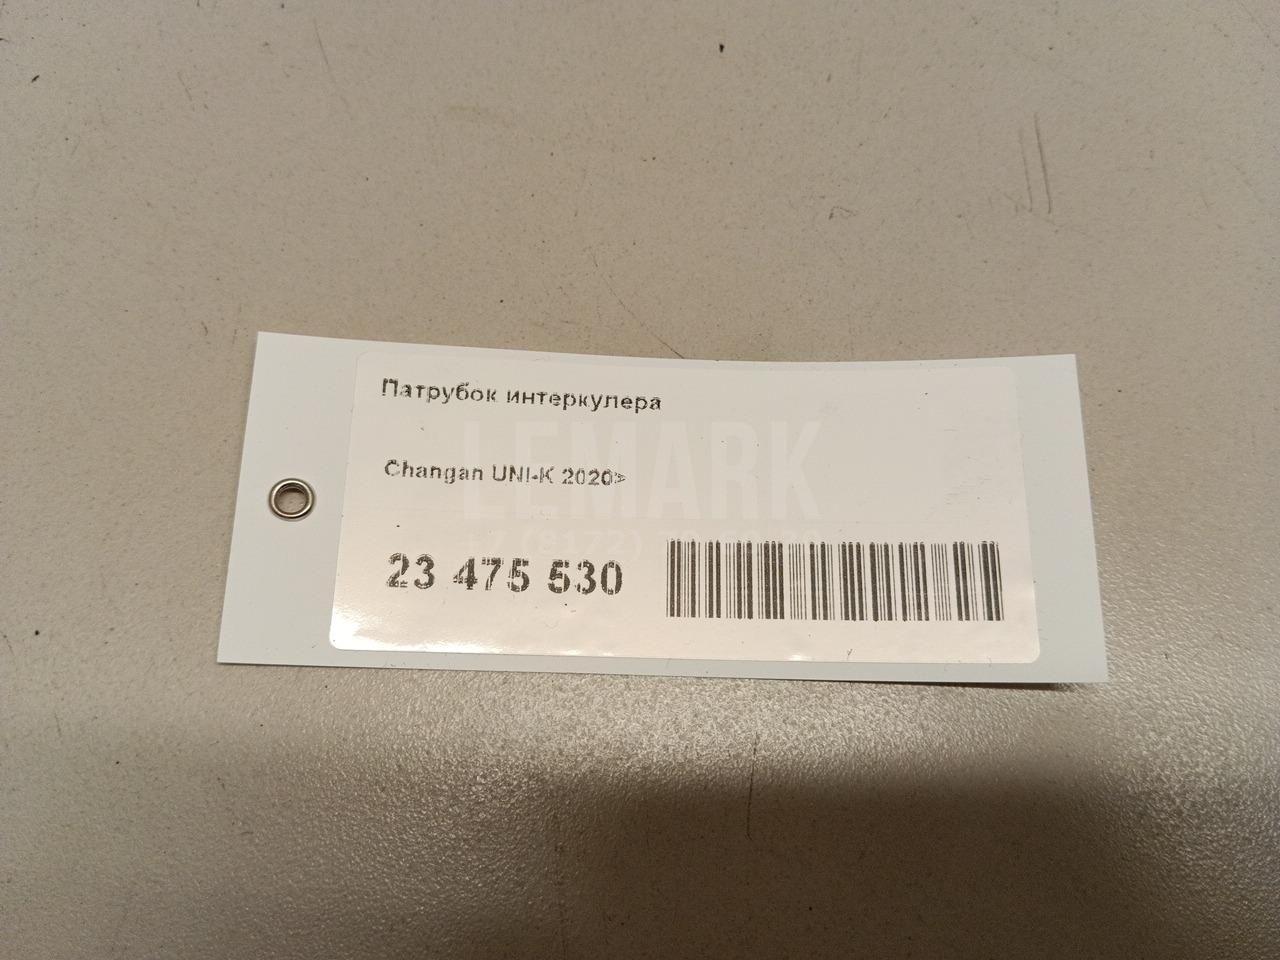 Патрубок интеркулера
LEMARK
Changan UNI-K 2020>
23 475 530